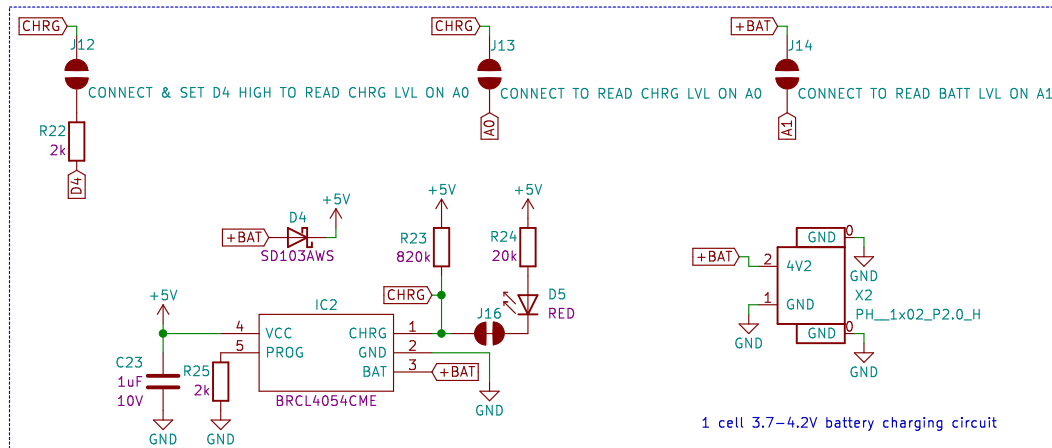 CHRG
J12
CONNECT & SET D4 HIGH TO READ CHRG LVL ON A0
R22
2k
D4
CHRG
J13
CONNECT TO READ CHRG LVL ON A0
A0
+BAT
J14
CONNECT TO READ BATT LVL ON A1
A1
+BAT
D4
SD103AWS
+5V
+5V
R23
820k
CHRG
+5V
R24
20k
D5
RED
J16
+5V
C23
1uF
10V
GND
R25
2k
GND
IC2
4 VCC
5 PROG
CHRG 1
GND 2
BAT 3
BRCL4054CME
+BAT
GND
+BAT
2 4V2
1 GND
GND
GND 0
GND
X2
PH__1x02_P2.0_H
GND 0
GND
1 cell 3.7-4.2V battery charging circuit